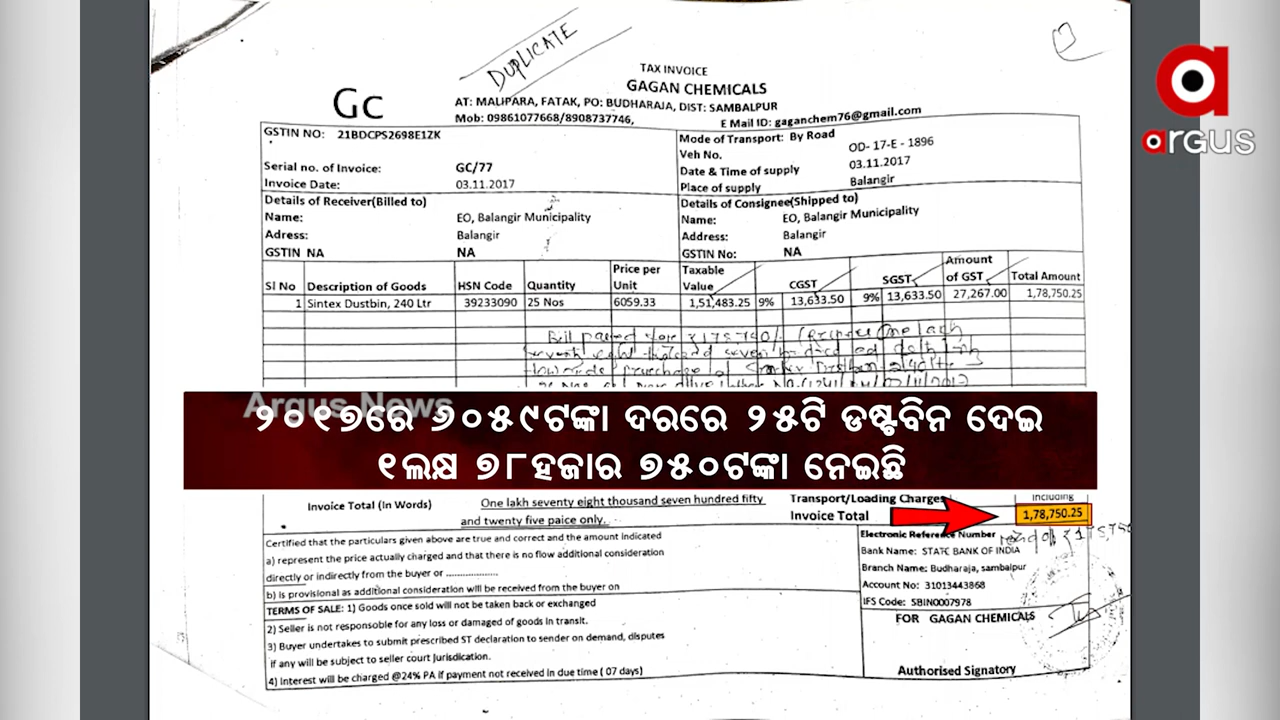 DUPLICATE
TAX INVOICE
GAGAN CHEMICALS
Gc
AT: MALIPARA, FATAK, PO: BUDHARAJA, DIST: SAMBALPUR
Mob: 09861077668/8908737746, E Mail ID: gaganchem76@gmail.com
argus
GSTIN NO: 21BDCPS2698E1ZK
Serial no. of Invoice: GC/77
Invoice Date: 03.11.2017
Mode of Transport: By Road
Veh No. OD- 17-E - 1896
Date & Time of supply 03.11.2017
Place of supply Balangir
Details of Receiver(Billed to)
Name: EO, Balangir Municipality
Adress: Balangir
GSTIN NA NA
Details of Consignee(Shipped to)
Name: EO, Balangir Municipality
Address: Balangir
GSTIN No: NA
Sl No Description of Goods HSN Code Quantity Price per Unit Taxable Value CGST SGST Amount of GST Total Amount
1 Sintex Dustbin, 240 Ltr 39233090 25 Nos 6059.33 1,51,483.25 9% 13,633.50 9% 13,633.50 27,267.00 1,78,750.25
Bill paid for
Argus News
୨୦୧୭ରେ ୬୦୫୯ଟଙ୍କା ଦରରେ ୨୫ଟି ଡଷ୍ଟବିନ ଦେଇ
୧ଲକ୍ଷ ୭୮ହଜାର ୭୫୦ଟଙ୍କା ନେଇଛି
Invoice Total (In Words) One lakh seventy eight thousand seven hundred fifty
and twenty five paice only.
Transport/Loading Charges Including
Invoice Total 1,78,750.25
Certified that the particulars given above are true and correct and the amount indicated
a) represent the price actually charged and that there is no flow additional consideration
directly or indirectly from the buyer or ..................
b) is provisional as additional consideration will be received from the buyer on
TERMS OF SALE: 1) Goods once sold will not be taken back or exchanged
2) Seller is not responsible for any loss or damaged of goods in transit.
3) Buyer undertakes to submit prescribed ST declaration to sender on demand, disputes
if any will be subject to seller court Jurisdication.
4) Interest will be charged @24% PA if payment not received in due time ( 07 days)
Electronic Reference Number
Bank Name: STATE BANK OF INDIA
Branch Name: Budharaja, sambalpur
Account No: 31013443868
IFS Code: SBIN0007978
FOR GAGAN CHEMICALS
Authorised Signatory